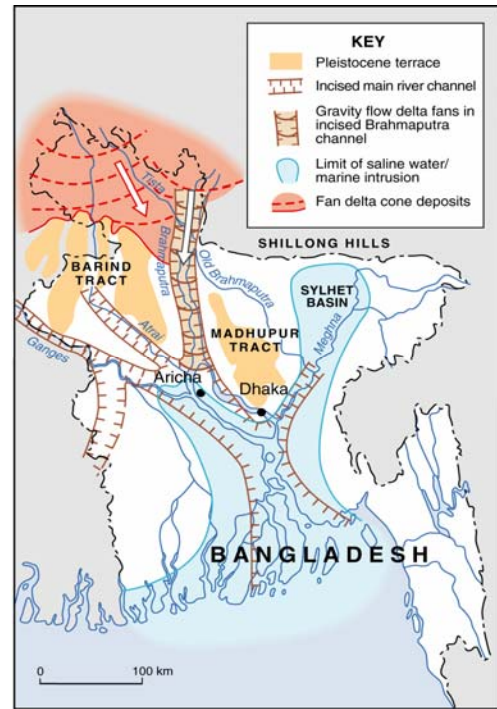 KEY
Pleistocene terrace
Incised main river channel
Gravity flow delta fans in
incised Brahmaputra
channel
Limit of saline water/
marine intrusion
Fan delta cone deposits
Tista
SHILLONG HILLS
Brahmaputra
Old Brahmaputra
BARIND
TRACT
SYLHET
BASIN
Meghna
Atrai
MADHUPUR
TRACT
Ganges
Aricha
Dhaka
BANGLADESH
0
100 km